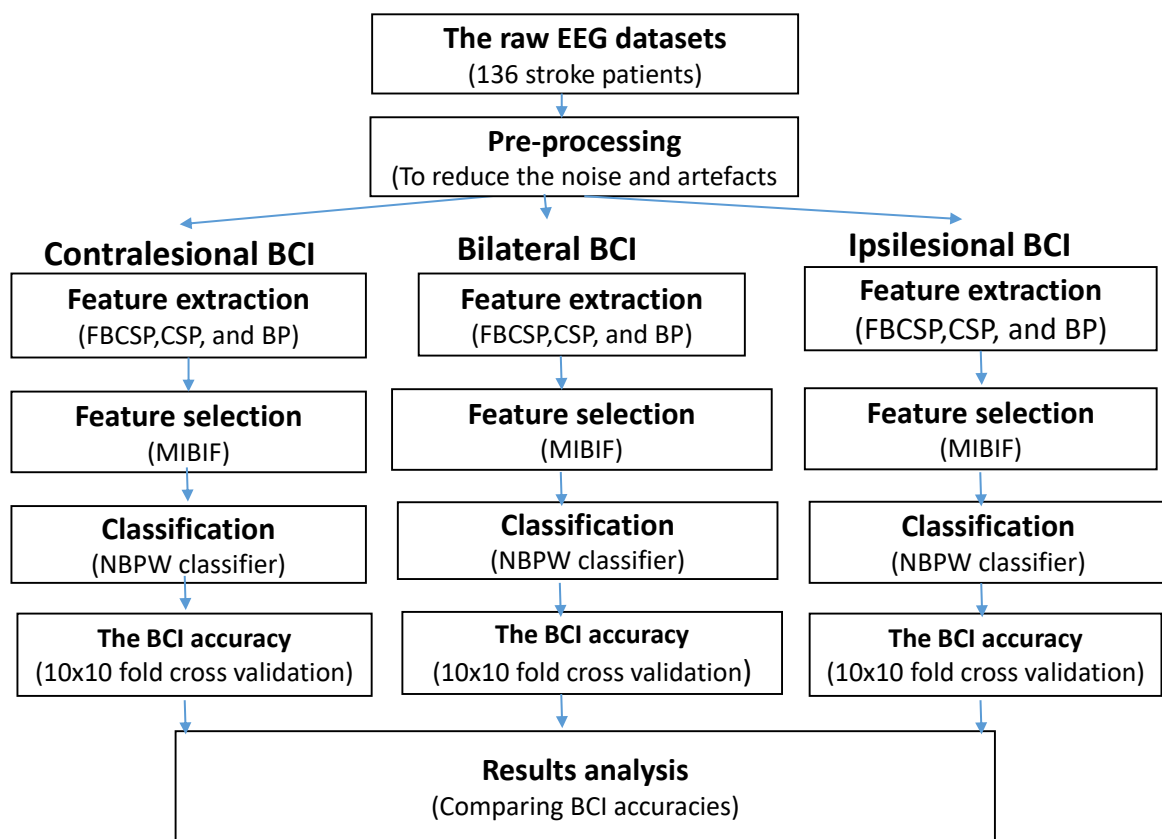 The raw EEG datasets
(136 stroke patients)
Pre-processing
(To reduce the noise and artefacts
Contralesional BCI
Feature extraction
(FBCSP,CSP, and BP)
Feature selection
(MIBIF)
Classification
(NBPW classifier)
The BCI accuracy
(10x10 fold cross validation)
Bilateral BCI
Feature extraction
(FBCSP,CSP, and BP)
Feature selection
(MIBIF)
Classification
(NBPW classifier)
The BCI accuracy
(10x10 fold cross validation)
Ipsilesional BCI
Feature extraction
(FBCSP,CSP, and BP)
Feature selection
(MIBIF)
Classification
(NBPW classifier)
The BCI accuracy
(10x10 fold cross validation)
Results analysis
(Comparing BCI accuracies)